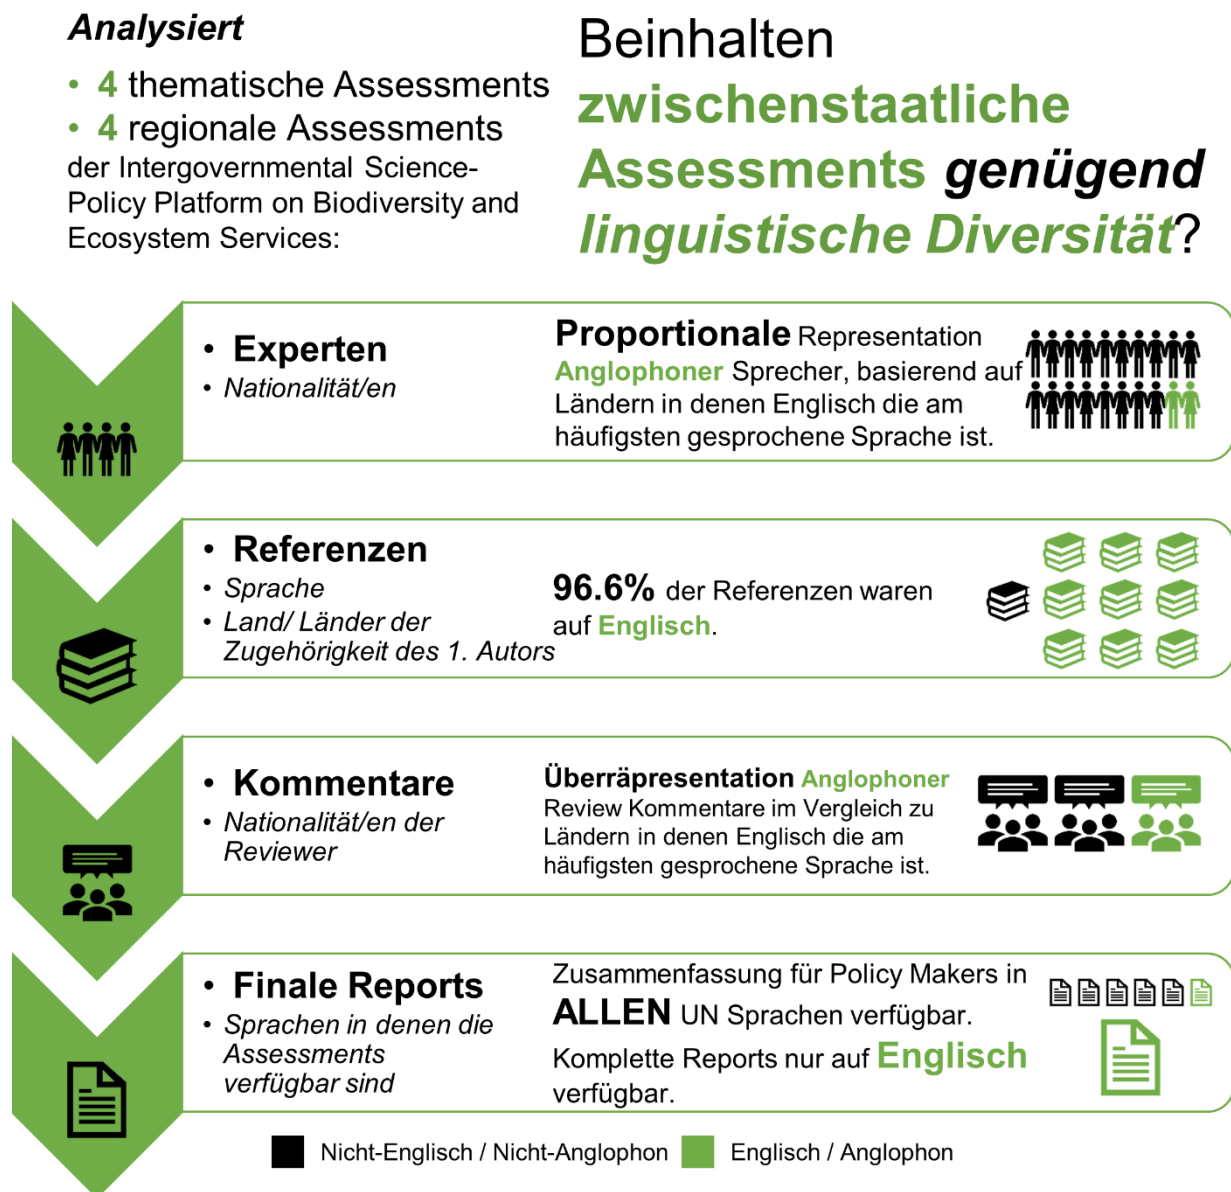 Analysiert
• 4 thematische Assessments
• 4 regionale Assessments
der Intergovernmental Science-
Policy Platform on Biodiversity and
Ecosystem Services:
Beinhalten
zwischenstaatliche
Assessments genügend
linguistische Diversität?
• Experten
• Nationalität/en
Proportionale Representation
Anglophoner Sprecher, basierend auf
Ländern in denen Englisch die am
häufigsten gesprochene Sprache ist.
• Referenzen
• Sprache
• Land/ Länder der
Zugehörigkeit des 1. Autors
96.6% der Referenzen waren
auf Englisch.
• Kommentare
• Nationalität/en der
Reviewer
Überräpresentation Anglophoner
Review Kommentare im Vergleich zu
Ländern in denen Englisch die am
häufigsten gesprochene Sprache ist.
• Finale Reports
• Sprachen in denen die
Assessments
verfügbar sind
Zusammenfassung für Policy Makers in
ALLEN UN Sprachen verfügbar.
Komplette Reports nur auf Englisch
verfügbar.
Nicht-Englisch / Nicht-Anglophon
Englisch / Anglophon